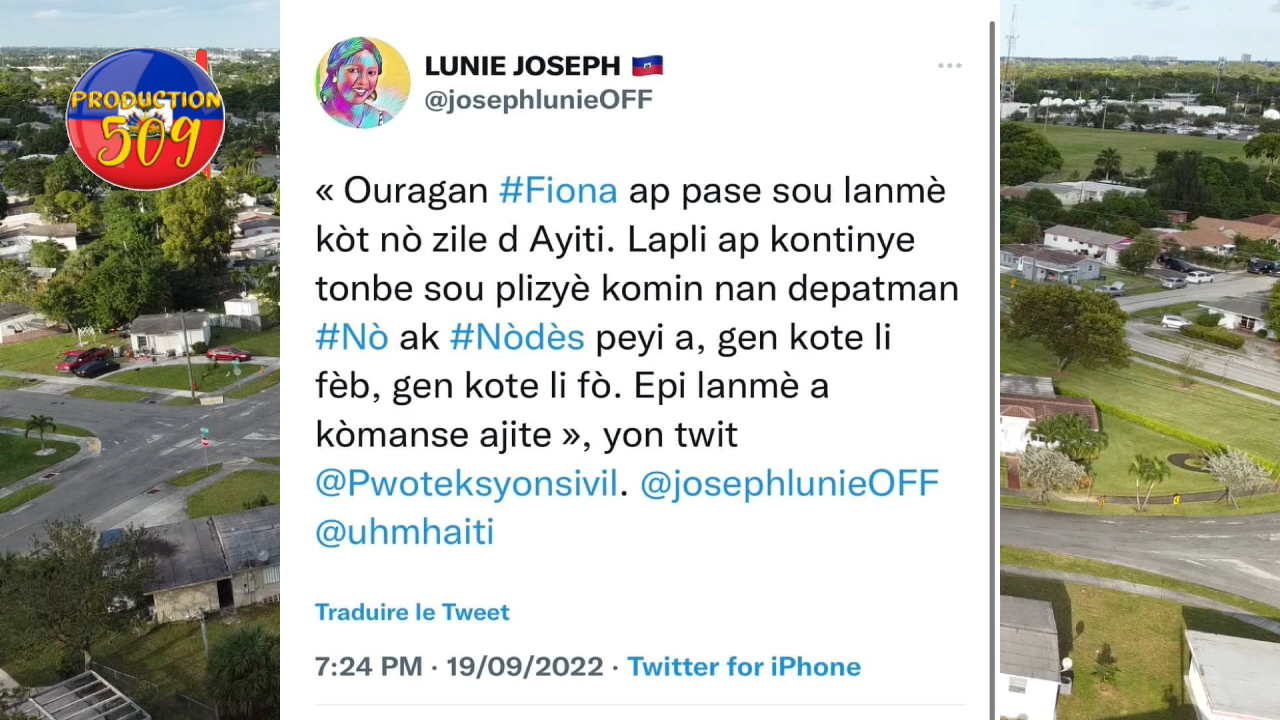 PRODUCTION
509
LUNIE JOSEPH
@josephlunieOFF
« Ouragan #Fiona ap pase sou lanmè
kòt nò zile d Ayiti. Lapli ap kontinye
tonbe sou plizyè komin nan depatman
#Nò ak #Nòdès peyi a, gen kote li
fèb, gen kote li fò. Epi lanmè a
kòmanse ajite », yon twit
@Pwoteksyonsivil. @josephlunieOFF
@uhmhaiti
Traduire le Tweet
7:24 PM · 19/09/2022 · Twitter for iPhone